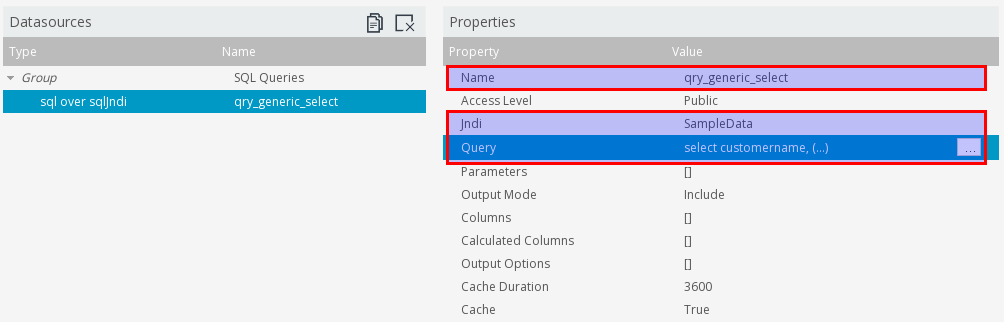 Datasources
Type Name
Group SQL Queries
sql over sqlJndi qry_generic_select
Properties
Property Value
Name qry_generic_select
Access Level Public
Jndi SampleData
Query select customername, (...) ...
Parameters []
Output Mode Include
Columns []
Calculated Columns []
Output Options []
Cache Duration 3600
Cache True